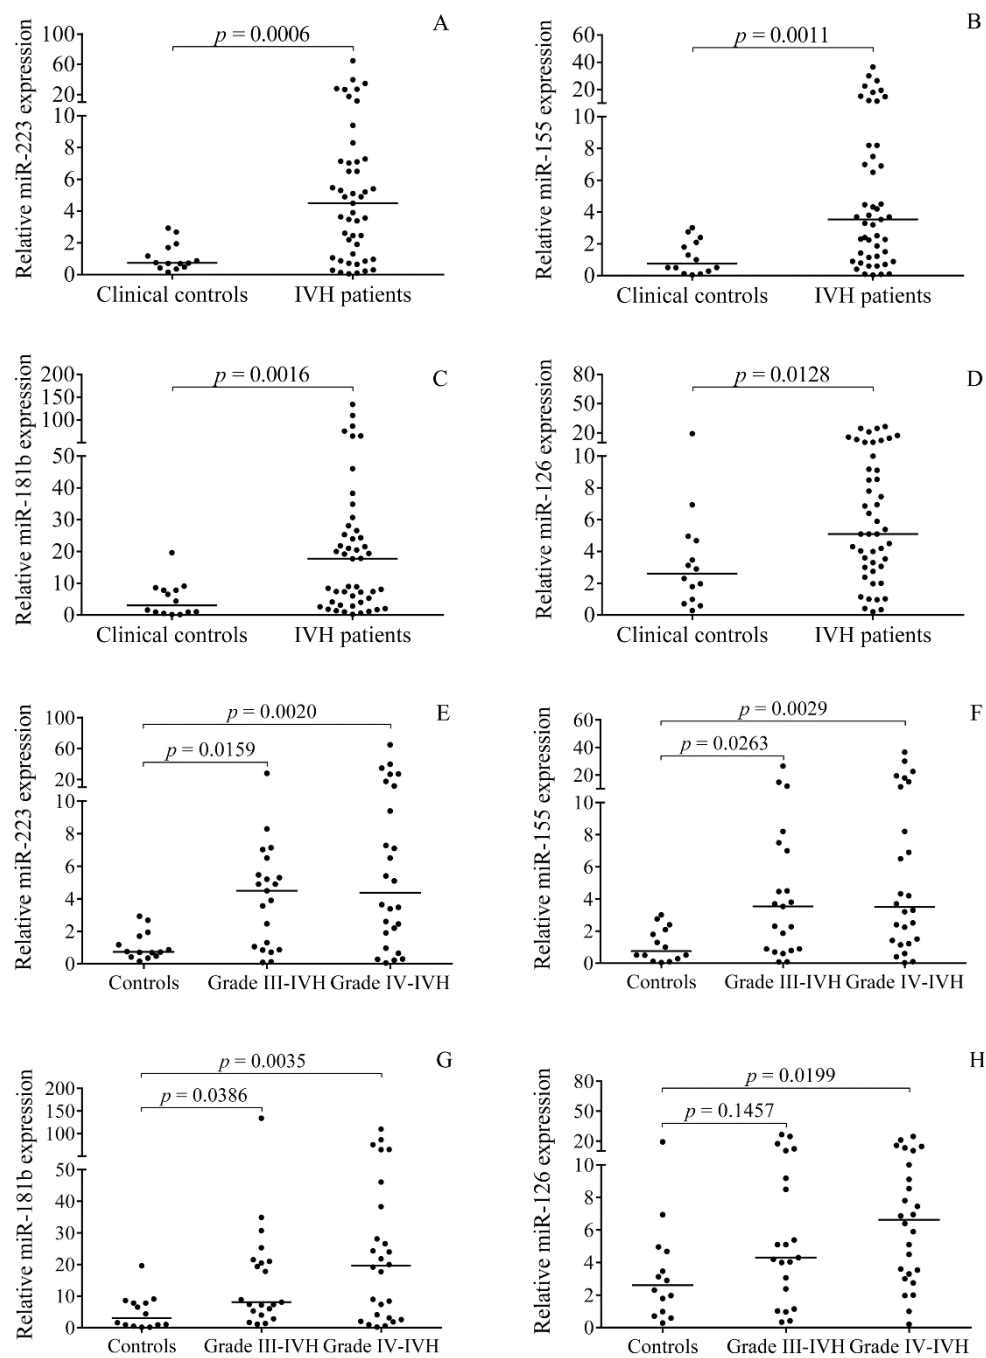 A
p = 0.0006
Relative miR-223 expression
100
60
20
10
8
6
4
2
0
Clinical controls
IVH patients
B
p = 0.0011
Relative miR-155 expression
60
40
20
10
8
6
4
2
0
Clinical controls
IVH patients
C
p = 0.0016
Relative miR-181b expression
200
150
100
50
40
30
20
10
0
Clinical controls
IVH patients
D
p = 0.0128
Relative miR-126 expression
80
50
20
10
8
6
4
2
0
Clinical controls
IVH patients
E
p = 0.0020
p = 0.0159
Relative miR-223 expression
100
60
20
10
8
6
4
2
0
Controls
Grade III-IVH
Grade IV-IVH
F
p = 0.0029
p = 0.0263
Relative miR-155 expression
60
40
20
10
8
6
4
2
0
Controls
Grade III-IVH
Grade IV-IVH
G
p = 0.0035
p = 0.0386
Relative miR-181b expression
200
150
100
50
40
30
20
10
0
Controls
Grade III-IVH
Grade IV-IVH
H
p = 0.0199
p = 0.1457
Relative miR-126 expression
80
50
20
10
8
6
4
2
0
Controls
Grade III-IVH
Grade IV-IVH